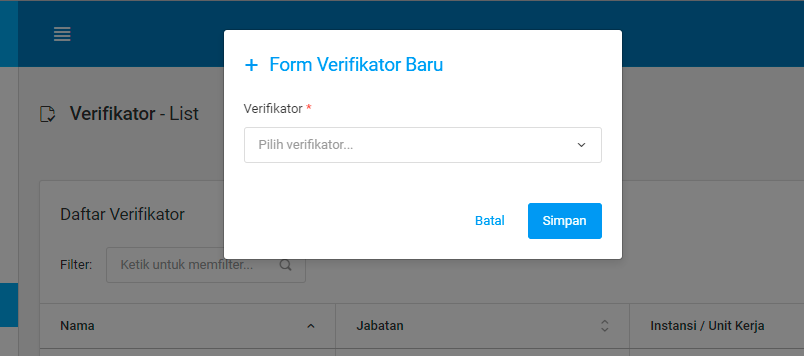 Form Verifikator Baru
Verifikator *
Pilih verifikator...
Batal Simpan
Verifikator - List
Daftar Verifikator
Filter: Ketik untuk memfilter...
Nama Jabatan Instansi / Unit Kerja